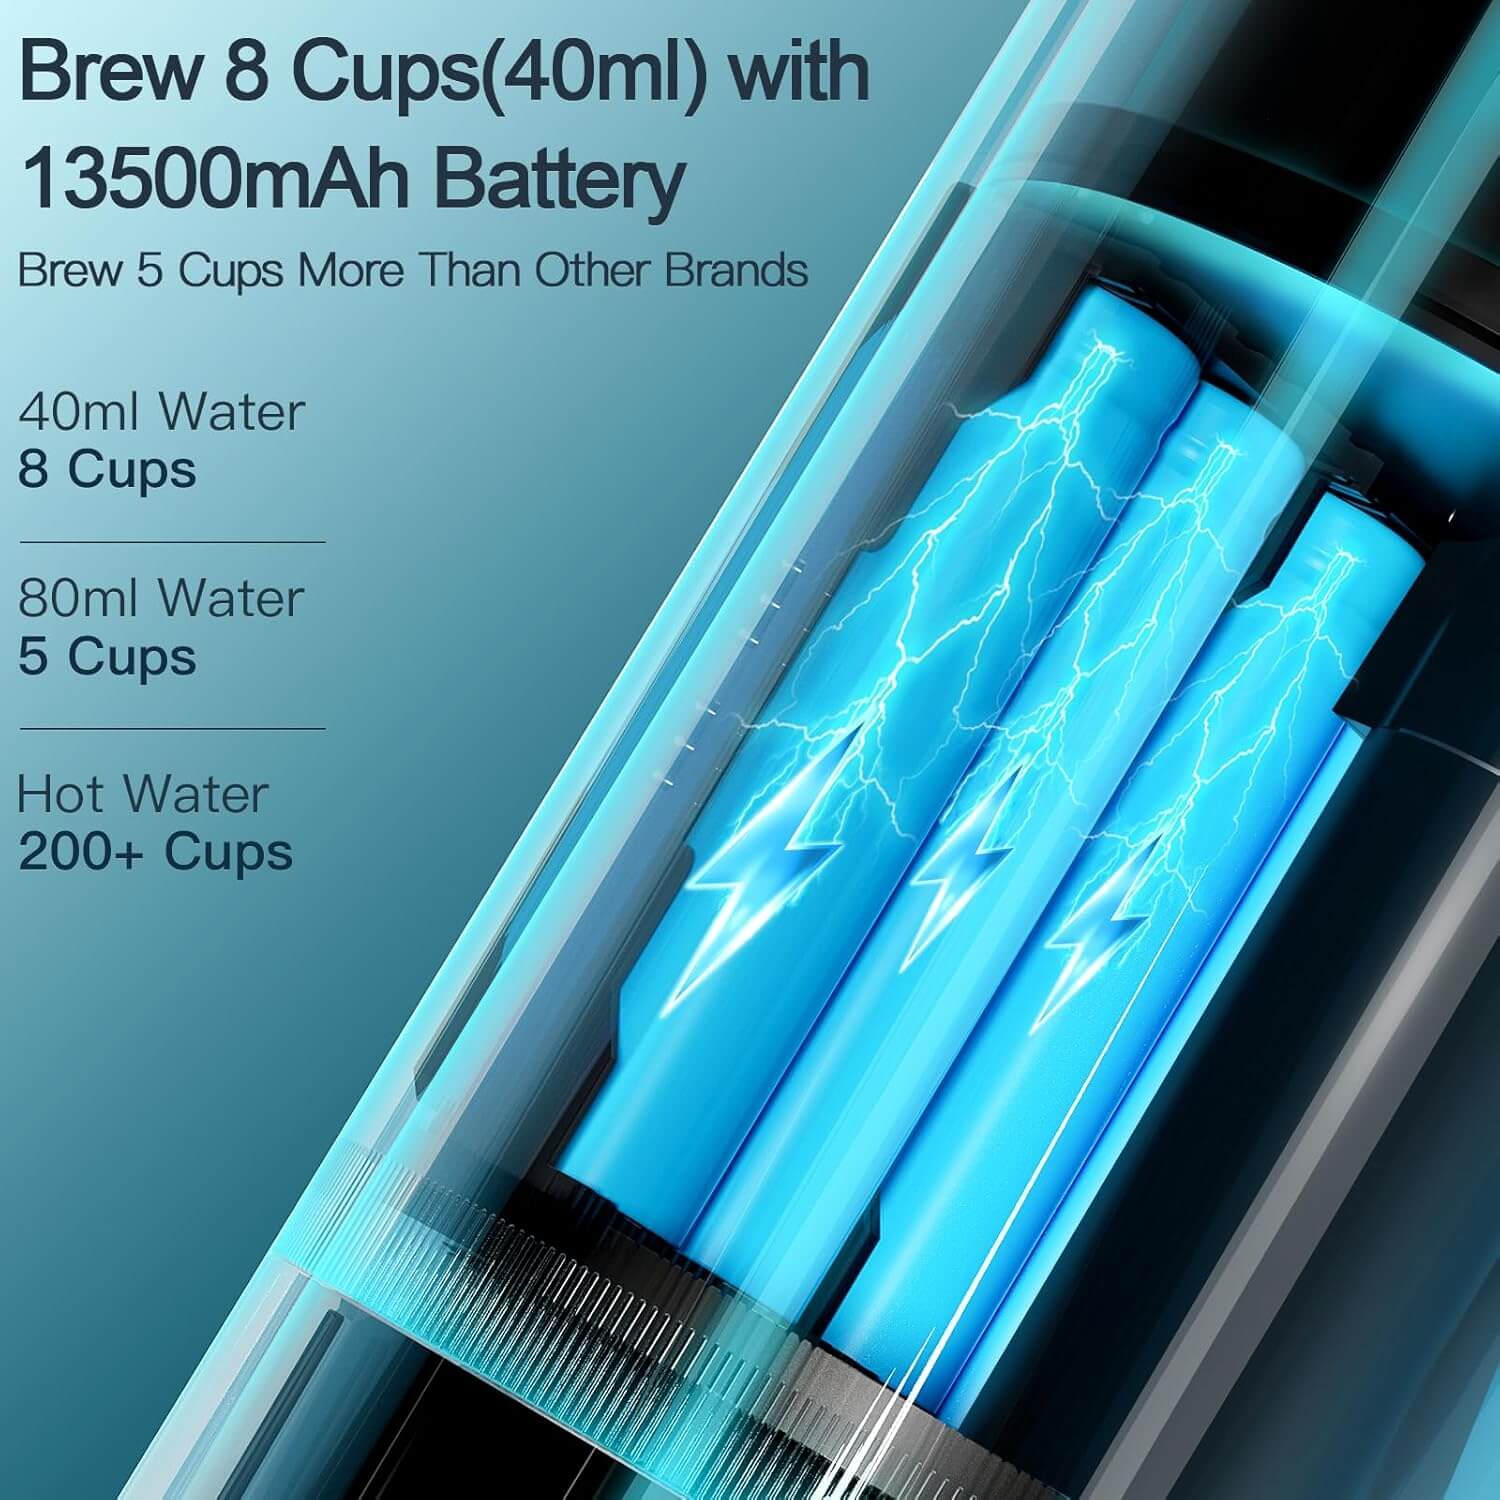 Brew 8 Cups(40ml) with
13500mAh Battery
Brew 5 Cups More Than Other Brands
40ml Water
8 Cups
80ml Water
5 Cups
Hot Water
200+ Cups